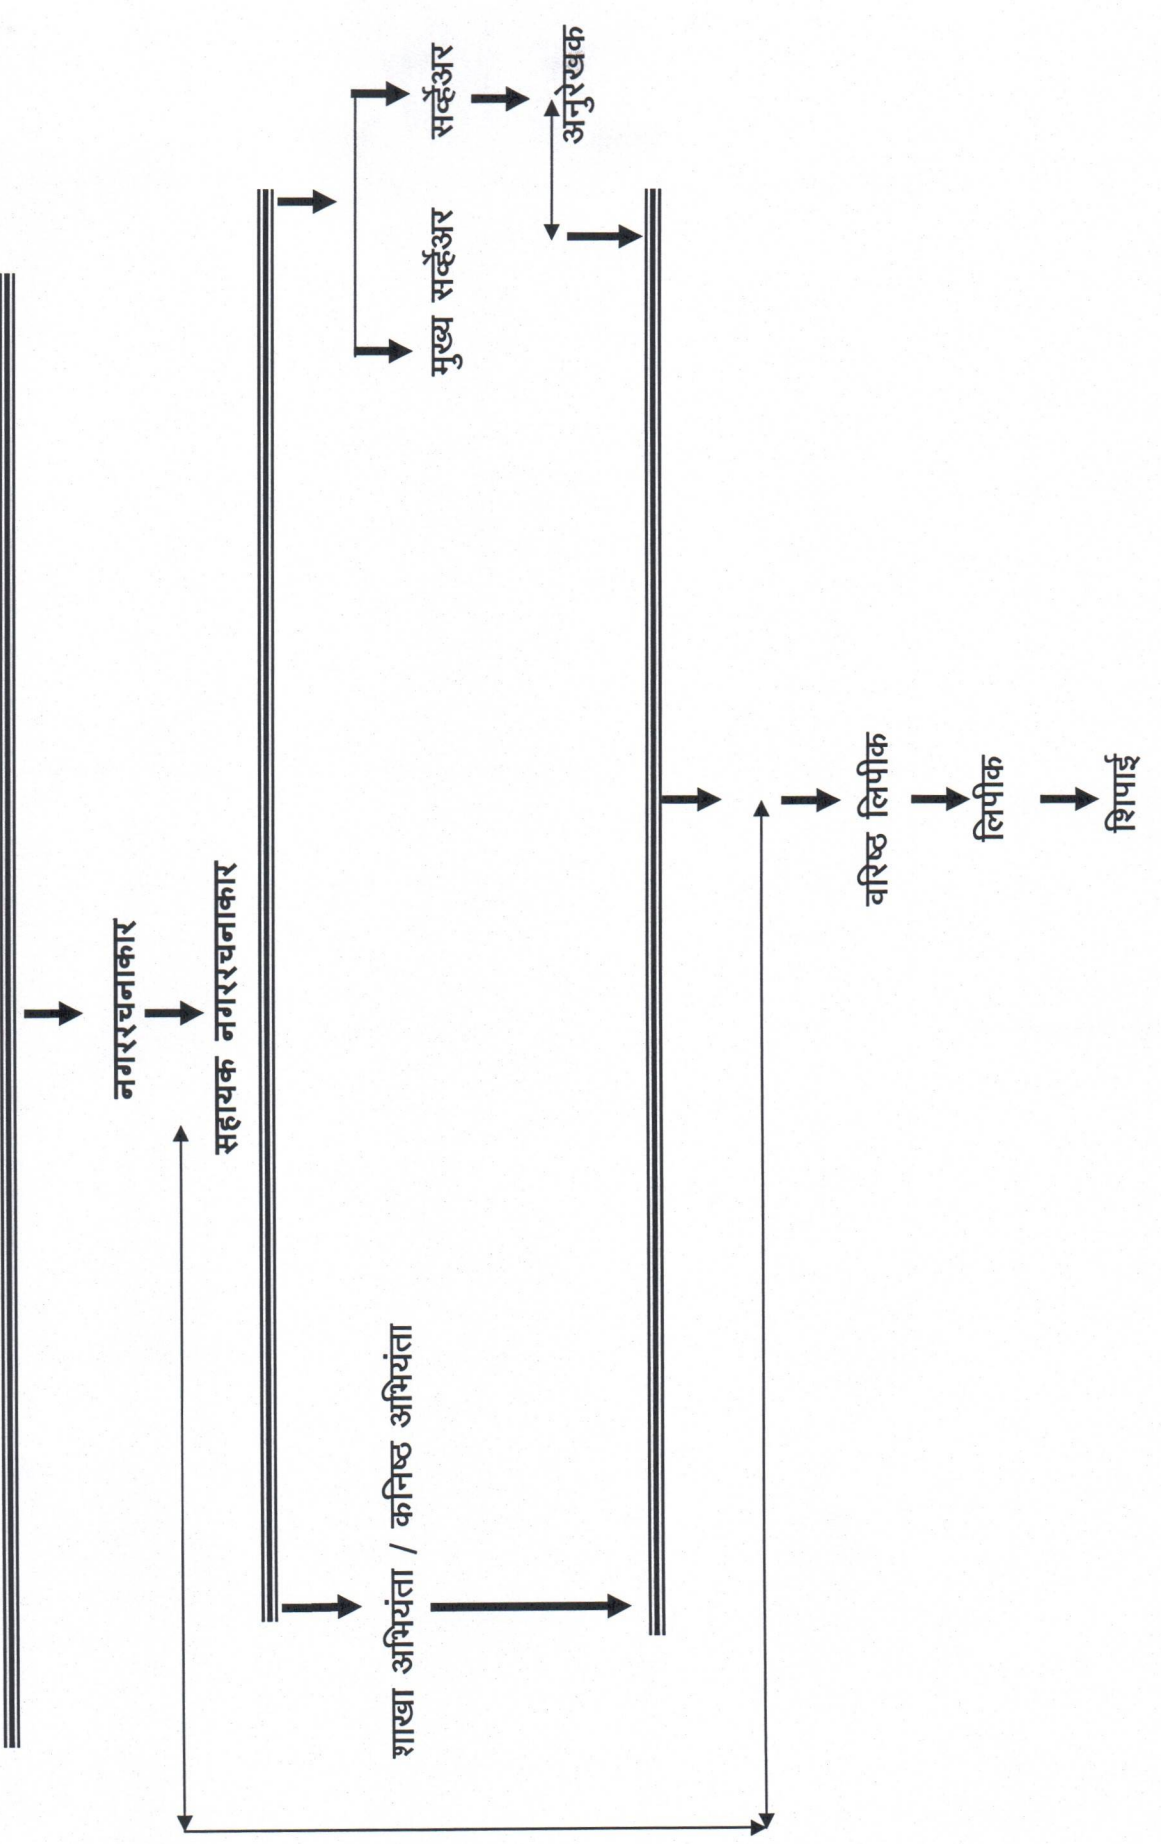 नगररचनाकार
सहायक नगररचनाकार
शाखा अभियंता / कनिष्ठ अभियंता
मुख्य सर्व्हेअर
सर्व्हेअर
अनुरेखक
वरिष्ठ लिपीक
लिपीक
शिपाई